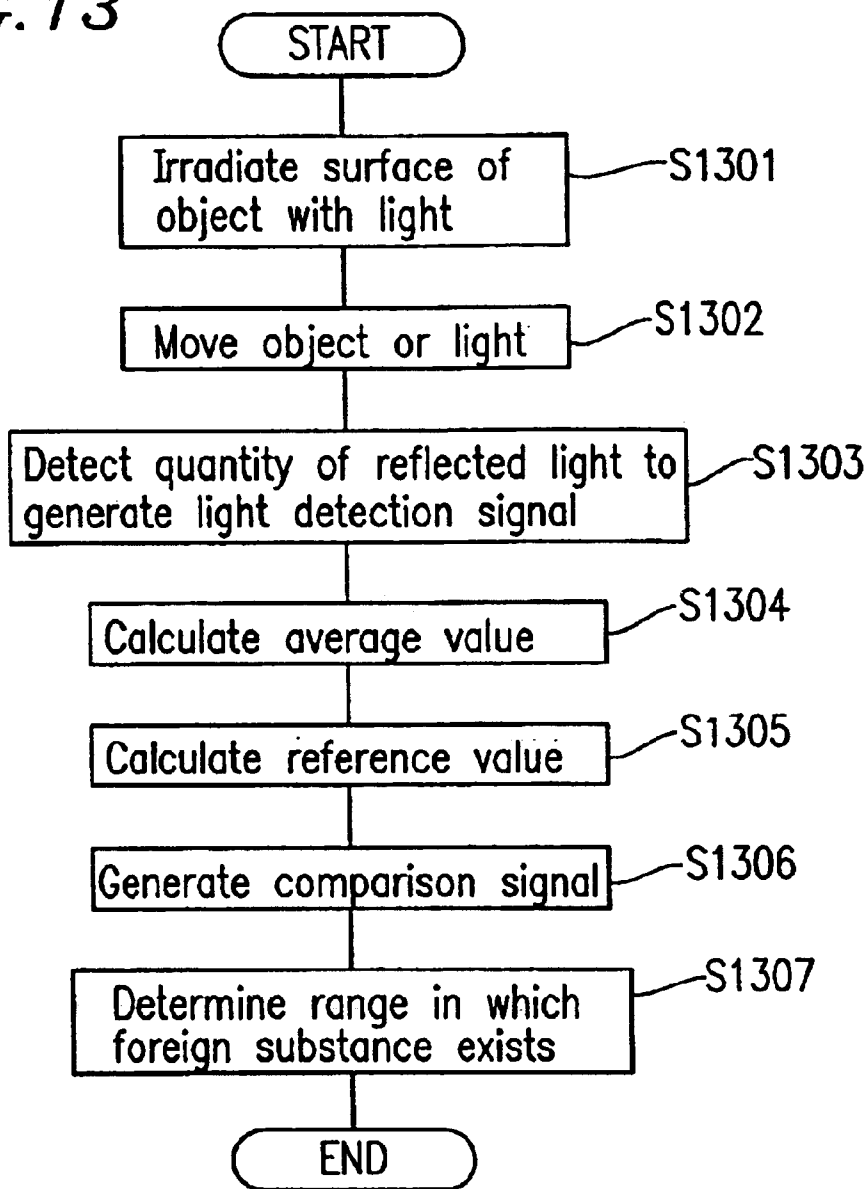 G. 13
START
Irradiate surface of
object with light
S1301
Move object or light
S1302
Detect quantity of reflected light to
generate light detection signal
S1303
Calculate average value
S1304
Calculate reference value
S1305
Generate comparison signal
S1306
Determine range in which
foreign substance exists
S1307
END